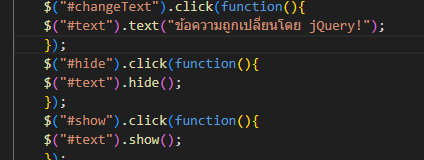 $("#changeText").click(function(){
$("#text").text("ข้อความถูกเปลี่ยนโดย jQuery!");
});
$("#hide").click(function(){
$("#text").hide();
});
$("#show").click(function(){
$("#text").show();
});